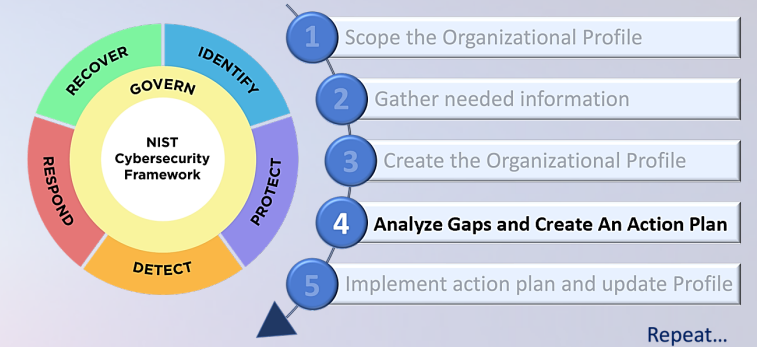 RECOVER
IDENTIFY
GOVERN
NIST
Cybersecurity
Framework
RESPOND
PROTECT
DETECT
1 Scope the Organizational Profile
2 Gather needed information
3 Create the Organizational Profile
4 Analyze Gaps and Create An Action Plan
5 Implement action plan and update Profile
Repeat...